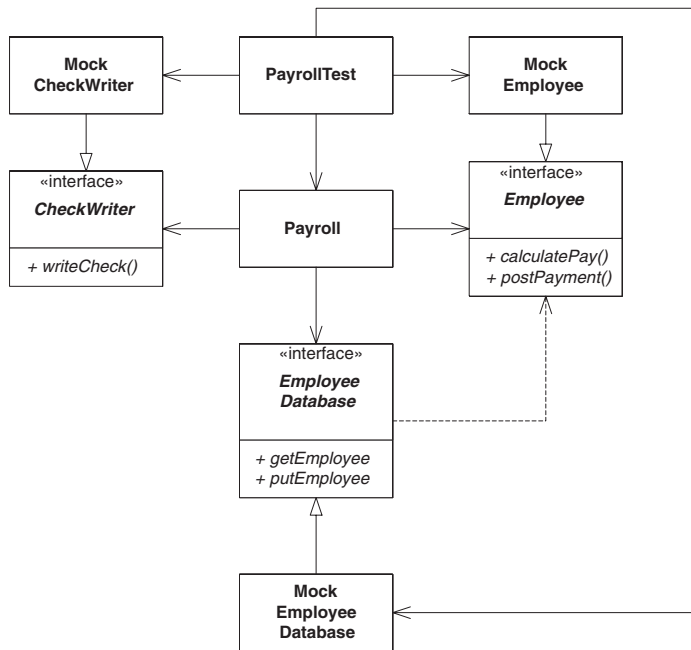 Mock
CheckWriter
PayrollTest
Mock
Employee
«interface»
CheckWriter
+ writeCheck()
Payroll
«interface»
Employee
+ calculatePay()
+ postPayment()
«interface»
Employee
Database
+ getEmployee
+ putEmployee
Mock
Employee
Database